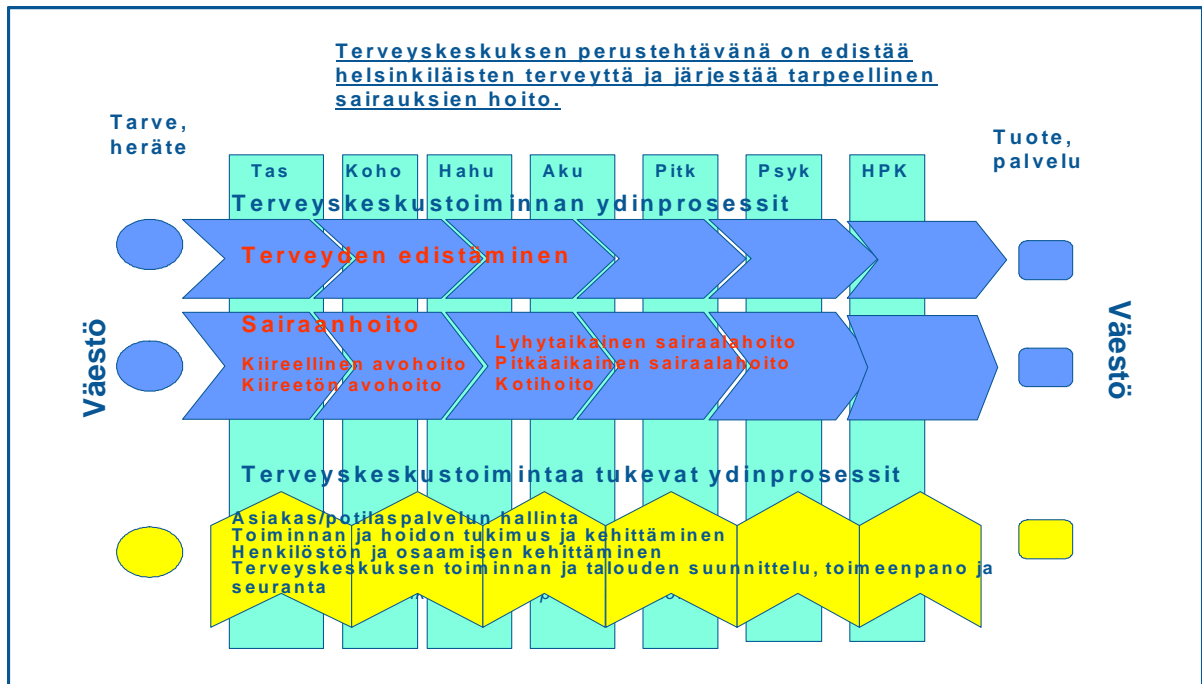 Terveyskeskuksen perustehtävänä on edistää
helsinkiläisten terveyttä ja järjestää tarpeellinen
sairauksien hoito.
Tarve,
heräte
Tuote,
palvelu
Tas Koho Hahu Aku Pitk Psyk HPK
Terveyskeskustoiminnan ydinprosessit
Terveyden edistäminen
Väestö
Väestö
Sairaanhoito
Kiireellinen avohoito
Kiireetön avohoito
Lyhytaikainen sairaalahoito
Pitkäaikainen sairaalahoito
Kotihoito
Terveyskeskustoimintaa tukevat ydinprosessit
Asiakas/potilaspalvelun hallinta
Toiminnan ja hoidon tukimus ja kehittäminen
Henkilöstön ja osaamisen kehittäminen
Terveyskeskuksen toiminnan ja talouden suunnittelu, toimeenpano ja
seuranta